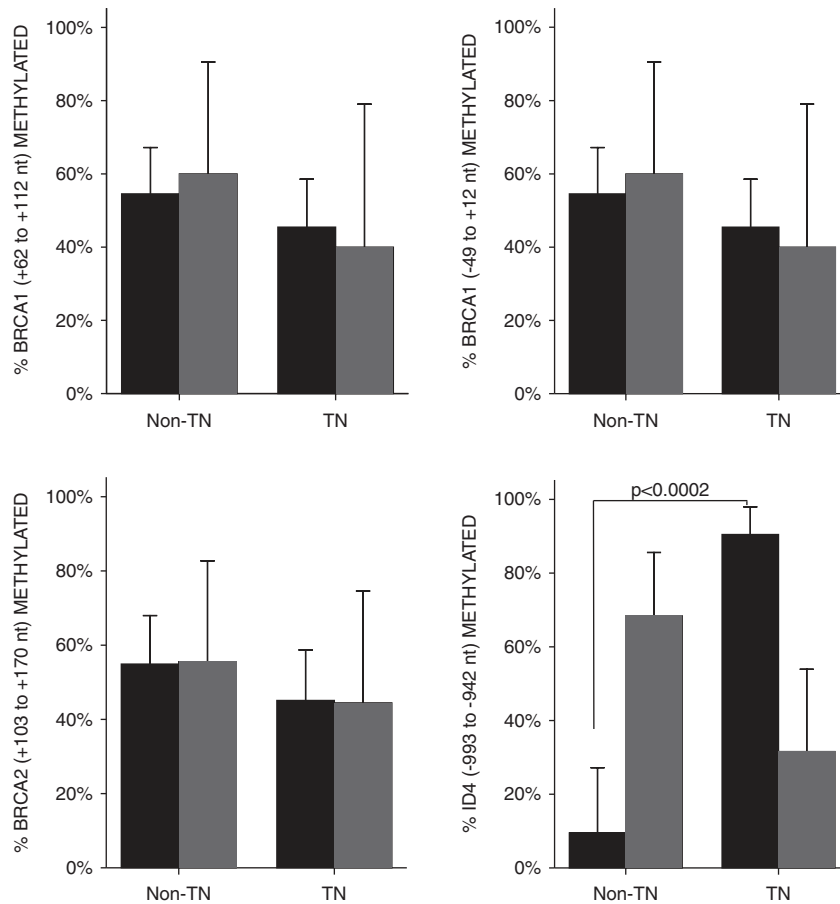 % BRCA1 (+62 to +112 nt) METHYLATED
100%
80%
60%
40%
20%
0%
Non-TN
TN
% BRCA1 (-49 to +12 nt) METHYLATED
100%
80%
60%
40%
20%
0%
Non-TN
TN
% BRCA2 (+103 to +170 nt) METHYLATED
100%
80%
60%
40%
20%
0%
Non-TN
TN
% ID4 (-993 to -942 nt) METHYLATED
100%
80%
60%
40%
20%
0%
p<0.0002
Non-TN
TN